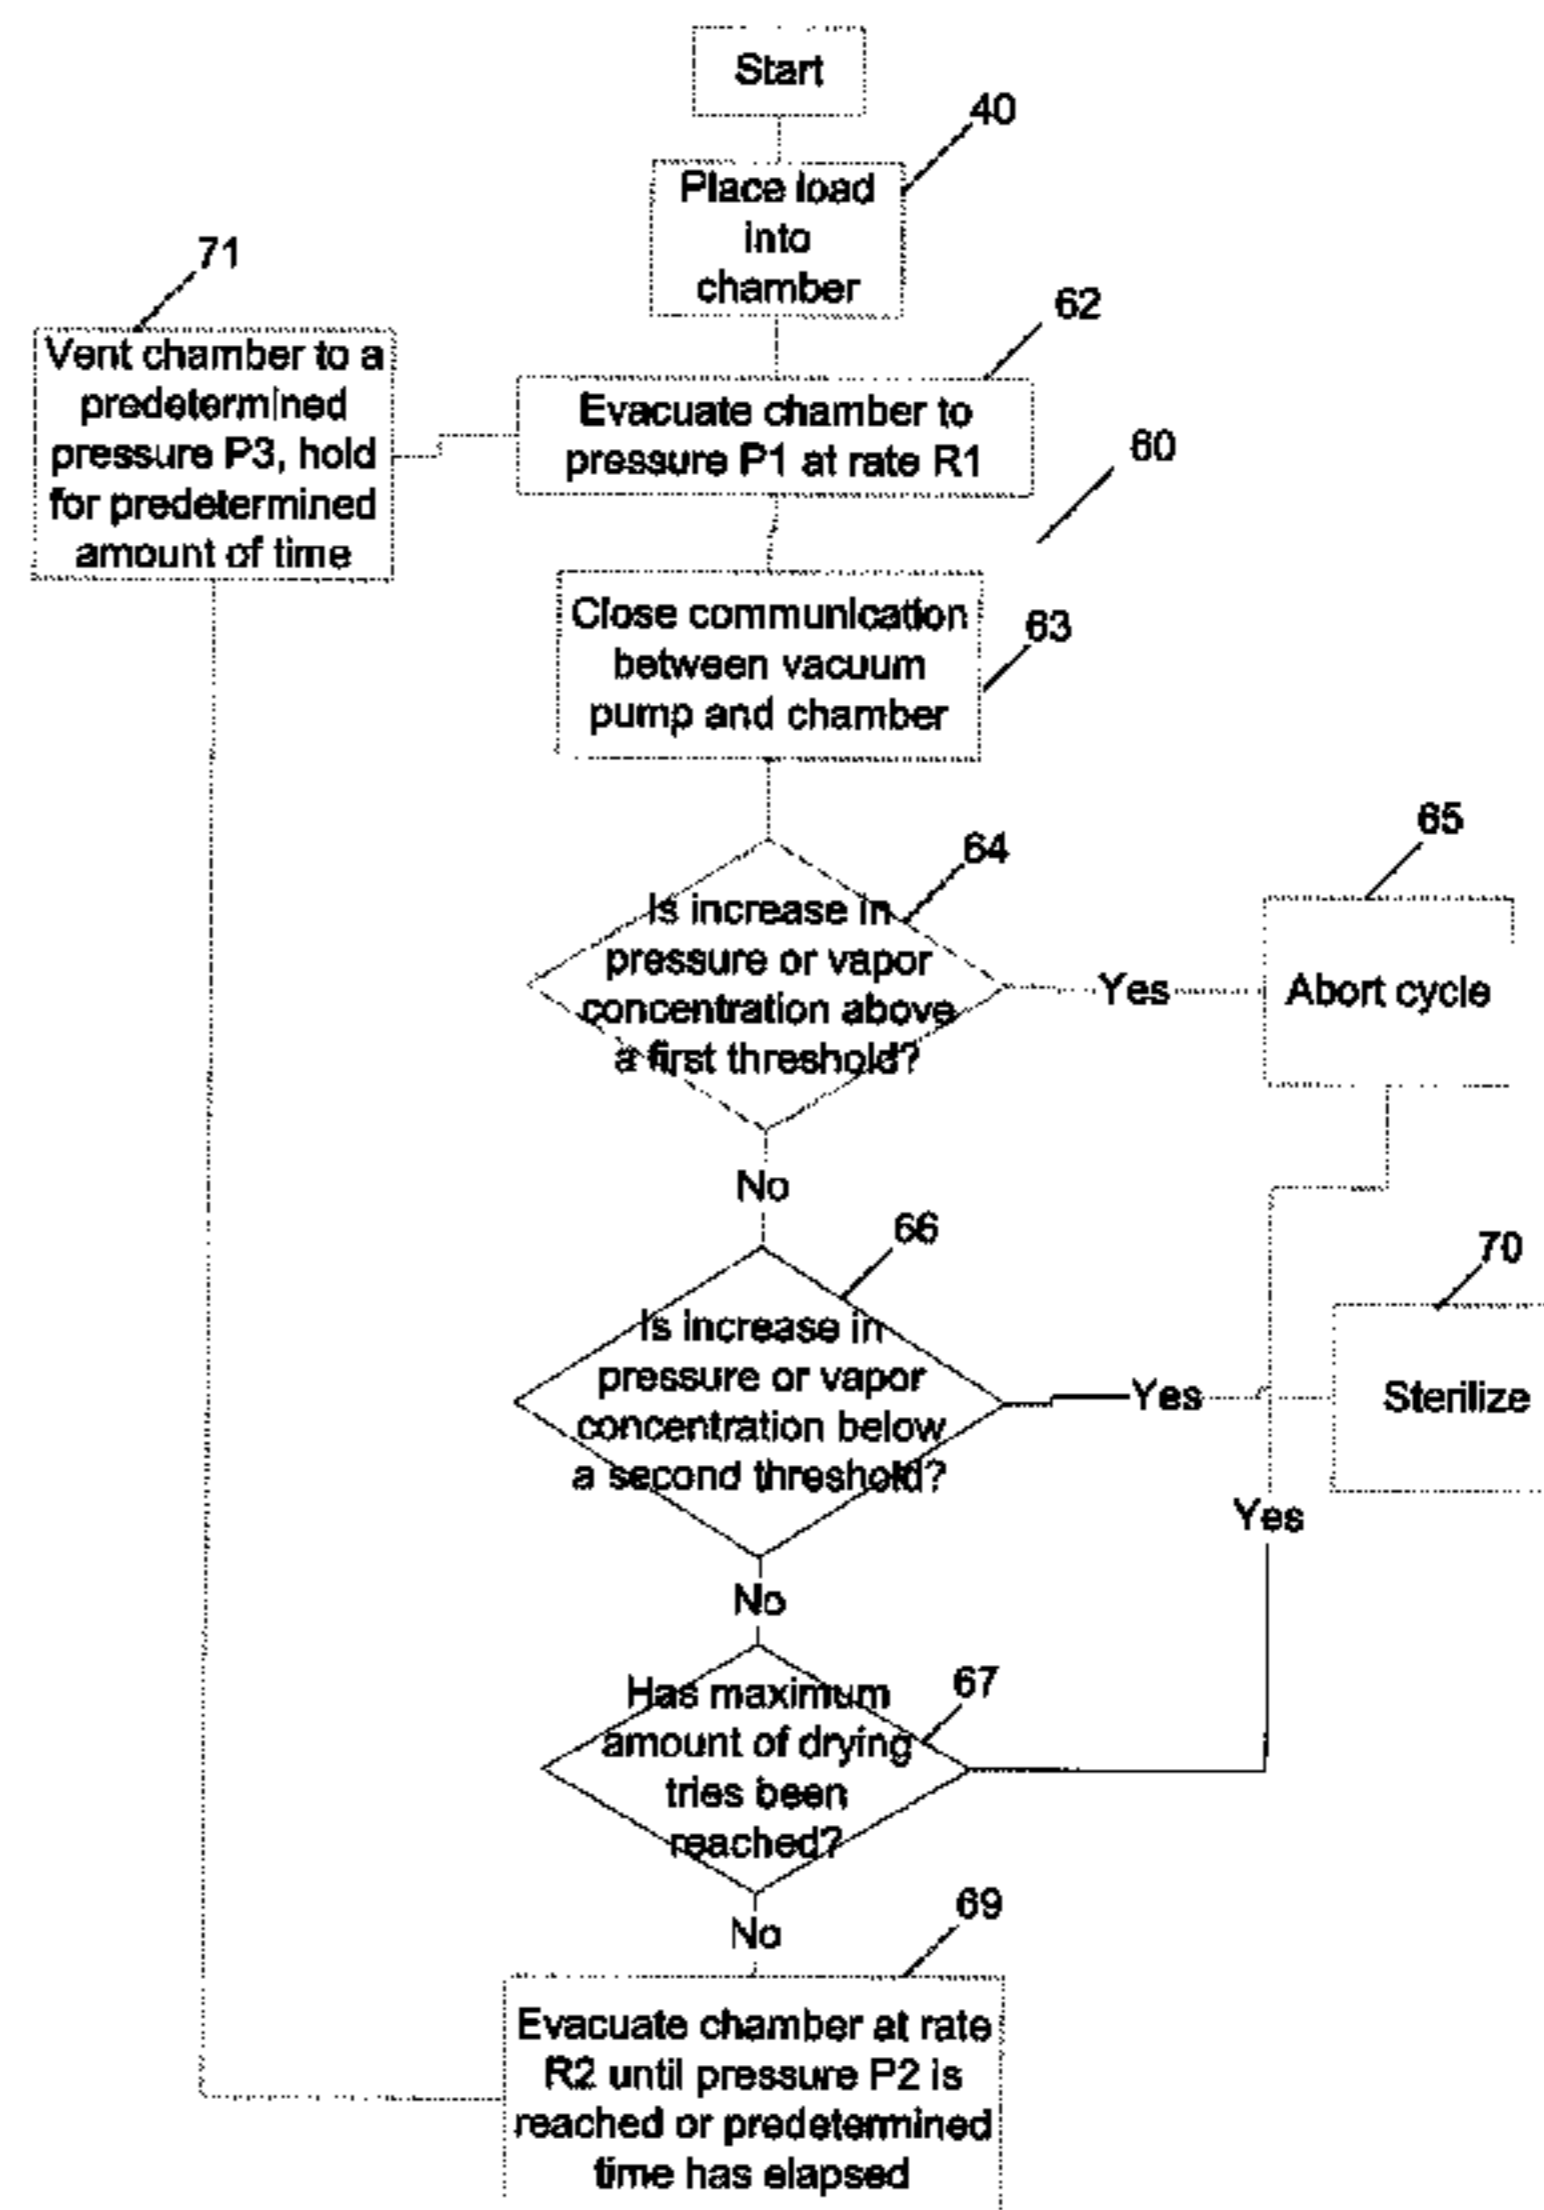 Start
40
Place load
into
chamber
71
Vent chamber to a
predetermined
pressure P3, hold
for predetermined
amount of time
62
Evacuate chamber to
pressure P1 at rate R1
60
Close communication
between vacuum
pump and chamber
63
64
Is increase in
pressure or vapor
concentration above
a first threshold?
Yes
65
Abort cycle
No
66
Is increase in
pressure or vapor
concentration below
a second threshold?
Yes
70
Sterilize
Yes
No
Has maximum
amount of drying
tries been
reached?
67
No
69
Evacuate chamber at rate
R2 until pressure P2 is
reached or predetermined
time has elapsed